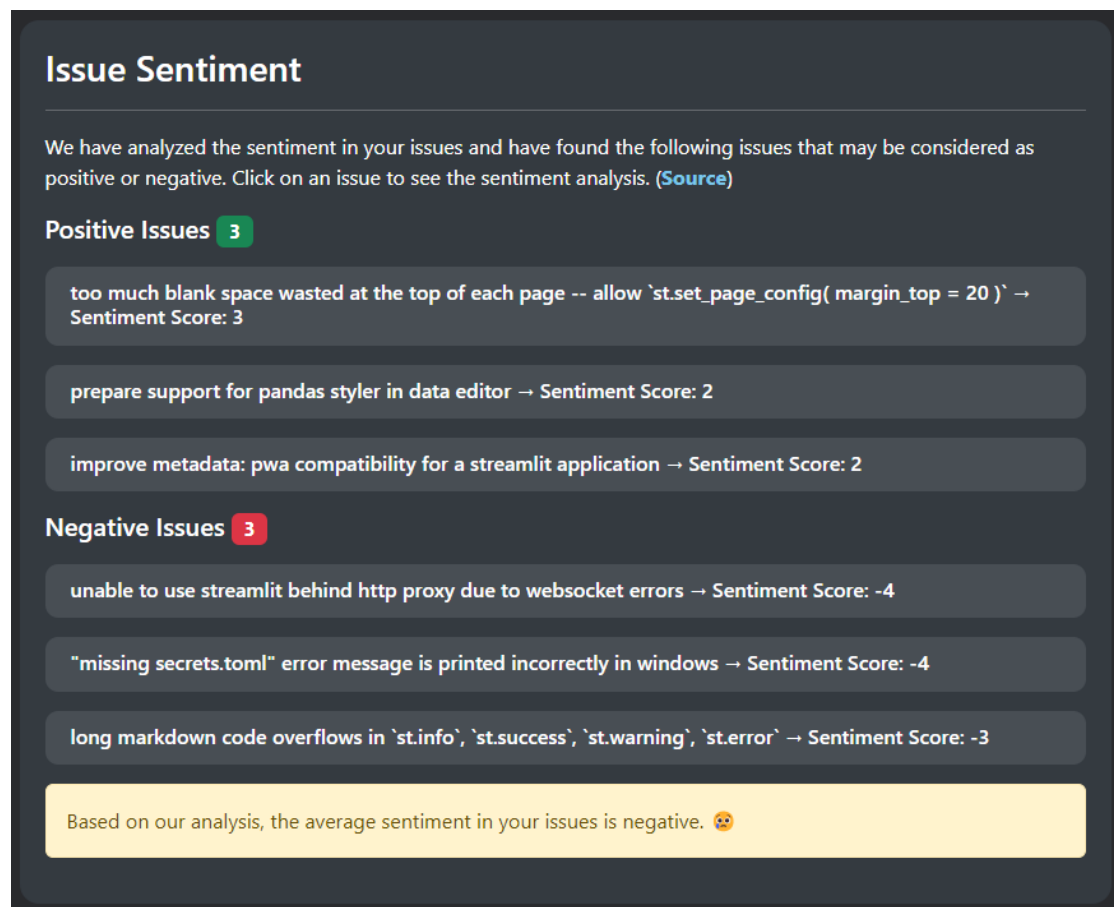 Issue Sentiment
We have analyzed the sentiment in your issues and have found the following issues that may be considered as
positive or negative. Click on an issue to see the sentiment analysis. (Source)
Positive Issues 3
too much blank space wasted at the top of each page -- allow `st.set_page_config( margin_top = 20 )` →
Sentiment Score: 3
prepare support for pandas styler in data editor → Sentiment Score: 2
improve metadata: pwa compatibility for a streamlit application → Sentiment Score: 2
Negative Issues 3
unable to use streamlit behind http proxy due to websocket errors → Sentiment Score: -4
"missing secrets.toml" error message is printed incorrectly in windows → Sentiment Score: -4
long markdown code overflows in `st.info`, `st.success`, `st.warning`, `st.error` → Sentiment Score: -3
Based on our analysis, the average sentiment in your issues is negative. 😢